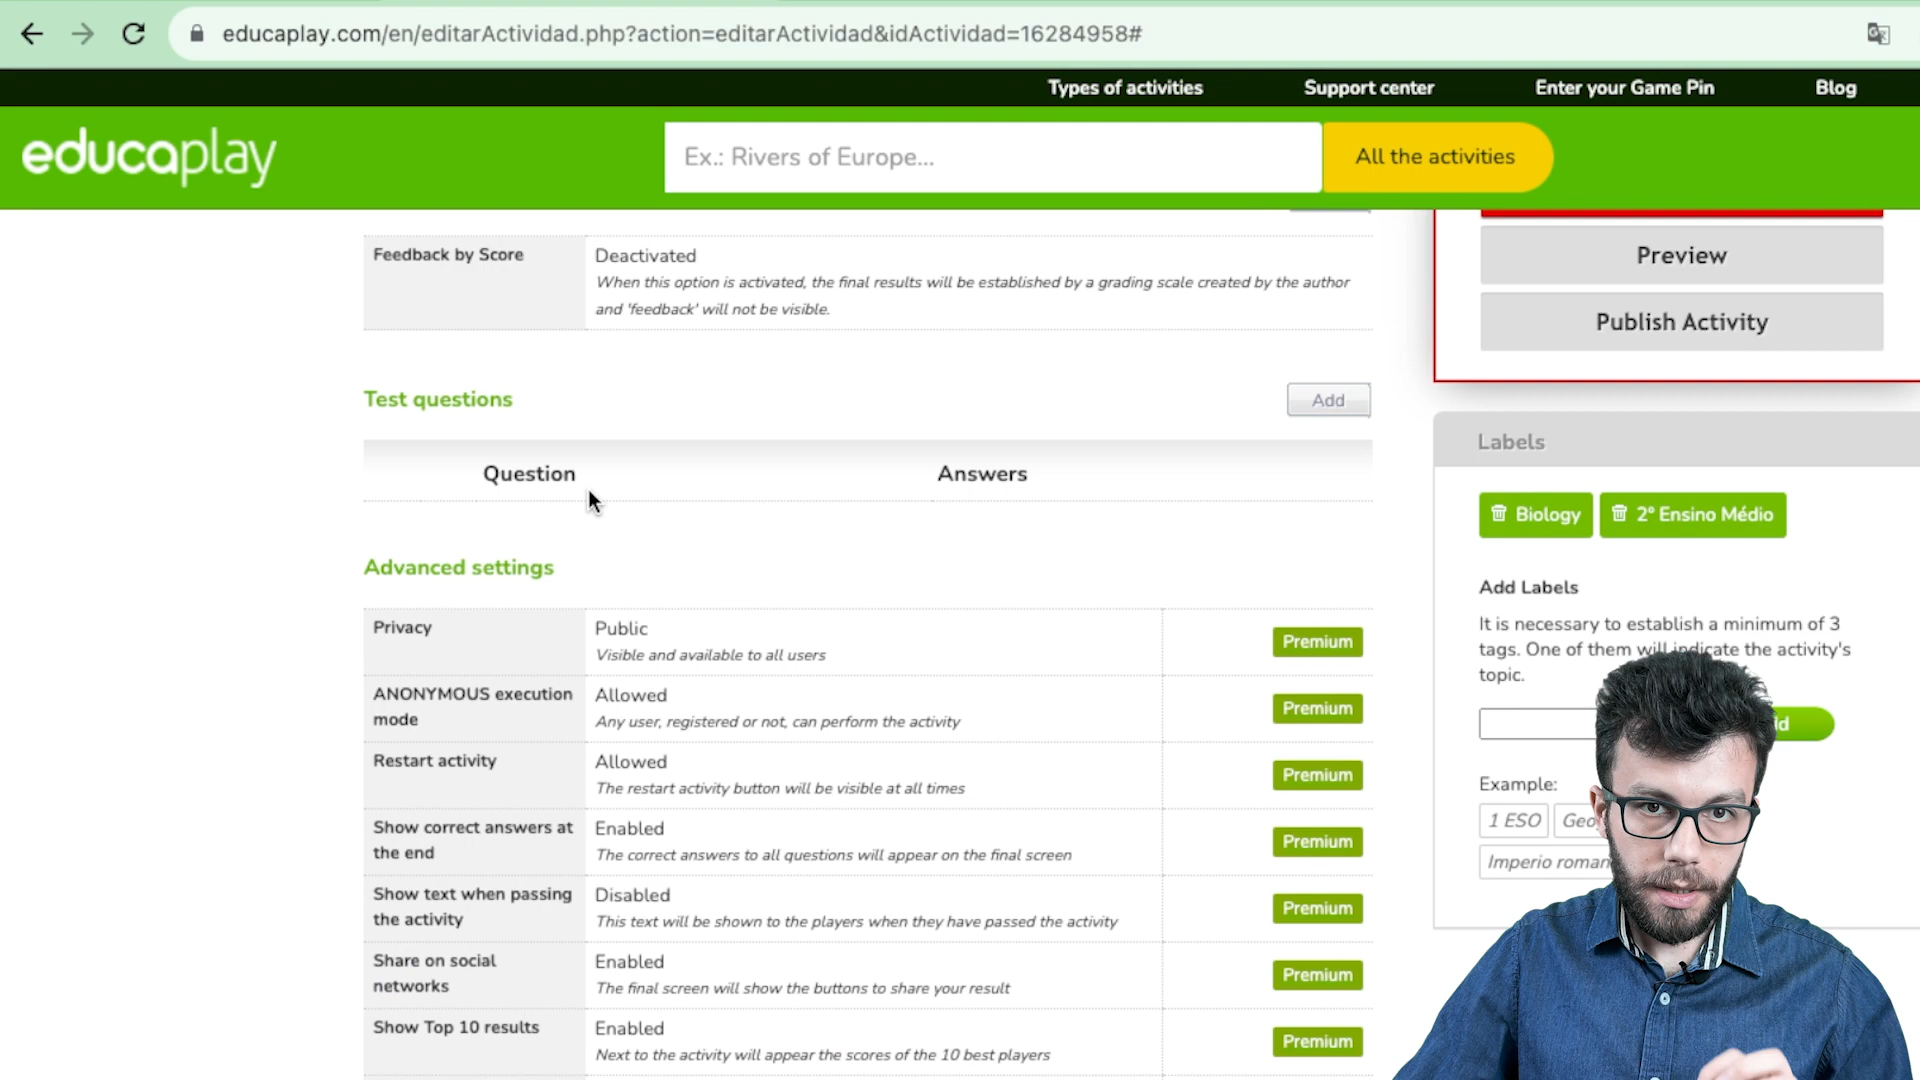 educaplay.com/en/editarActividad.php?action=editarActividad&idActividad=16284958#
Types of activities
Support center
Enter your Game Pin
Blog
educaplay
Ex.: Rivers of Europe...
All the activities
Feedback by Score
Deactivated
When this option is activated, the final results will be established by a grading scale created by the author
and 'feedback' will not be visible.
Preview
Publish Activity
Test questions
Add
Question
Answers
Labels
Biology
2º Ensino Médio
Add Labels
It is necessary to establish a minimum of 3
tags. One of them will indicate the activity's
topic.
Example:
1 ESO
Imperio roman
Advanced settings
Privacy
Public
Visible and available to all users
Premium
ANONYMOUS execution
mode
Allowed
Any user, registered or not, can perform the activity
Premium
Restart activity
Allowed
The restart activity button will be visible at all times
Premium
Show correct answers at
the end
Enabled
The correct answers to all questions will appear on the final screen
Premium
Show text when passing
the activity
Disabled
This text will be shown to the players when they have passed the activity
Premium
Share on social
networks
Enabled
The final screen will show the buttons to share your result
Premium
Show Top 10 results
Enabled
Next to the activity will appear the scores of the 10 best players
Premium